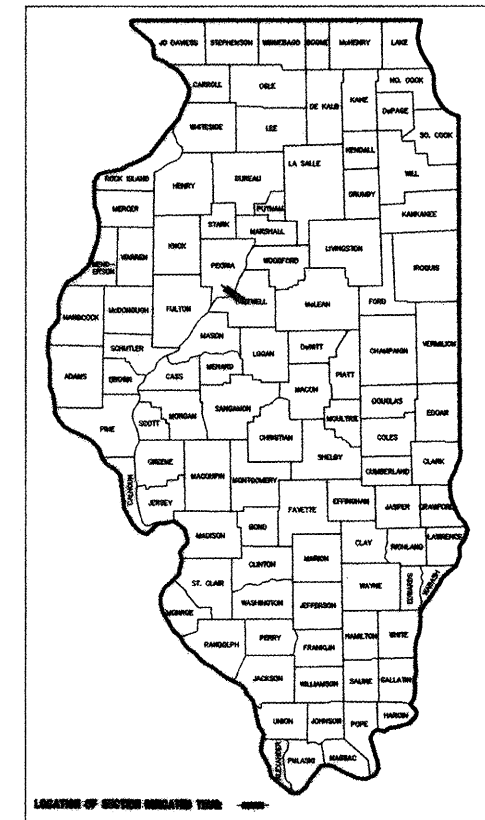 JO DAVIESS STEPHENSON WINNEBAGO BOONE McHENRY LAKE
CARROLL OGLE DE KALB KANE NO. COOK
DuPAGE
WHITESIDE LEE SO. COOK
KENDALL
LA SALLE WILL
ROCK ISLAND HENRY BUREAU GRUNDY
MERCER PUTNAM
STARK MARSHALL KANKAKEE
KNOX LIVINGSTON
WARREN PEORIA WOODFORD IROQUIS
HEND-
ERSON
FULTON McLEAN FORD
HANCOCK McDONOUGH
MASON
SCHUYLER LOGAN DeWITT CHAMPAIGN VERMILION
ADAMS BROWN CASS MENARD PIATT
MACON
DOUGLAS
PIKE SCOTT MORGAN SANGAMON MOULTRIE EDGAR
CHRISTIAN COLES
SHELBY
GREENE CUMBERLAND CLARK
CALHOUN MACOUPIN MONTGOMERY
JERSEY FAYETTE EFFINGHAM JASPER CRAWFORD
BOND
MADISON CLAY RICHLAND LAWRENCE
CLINTON MARION
ST. CLAIR WAYNE EDWARDS WABASH
WASHINGTON JEFFERSON
MONROE
RANDOLPH PERRY FRANKLIN HAMILTON WHITE
JACKSON WILLIAMSON SALINE GALLATIN
UNION JOHNSON POPE HARDIN
ALEXANDER PULASKI MASSAC
LOCATION OF SECTION INDICATED THUS: